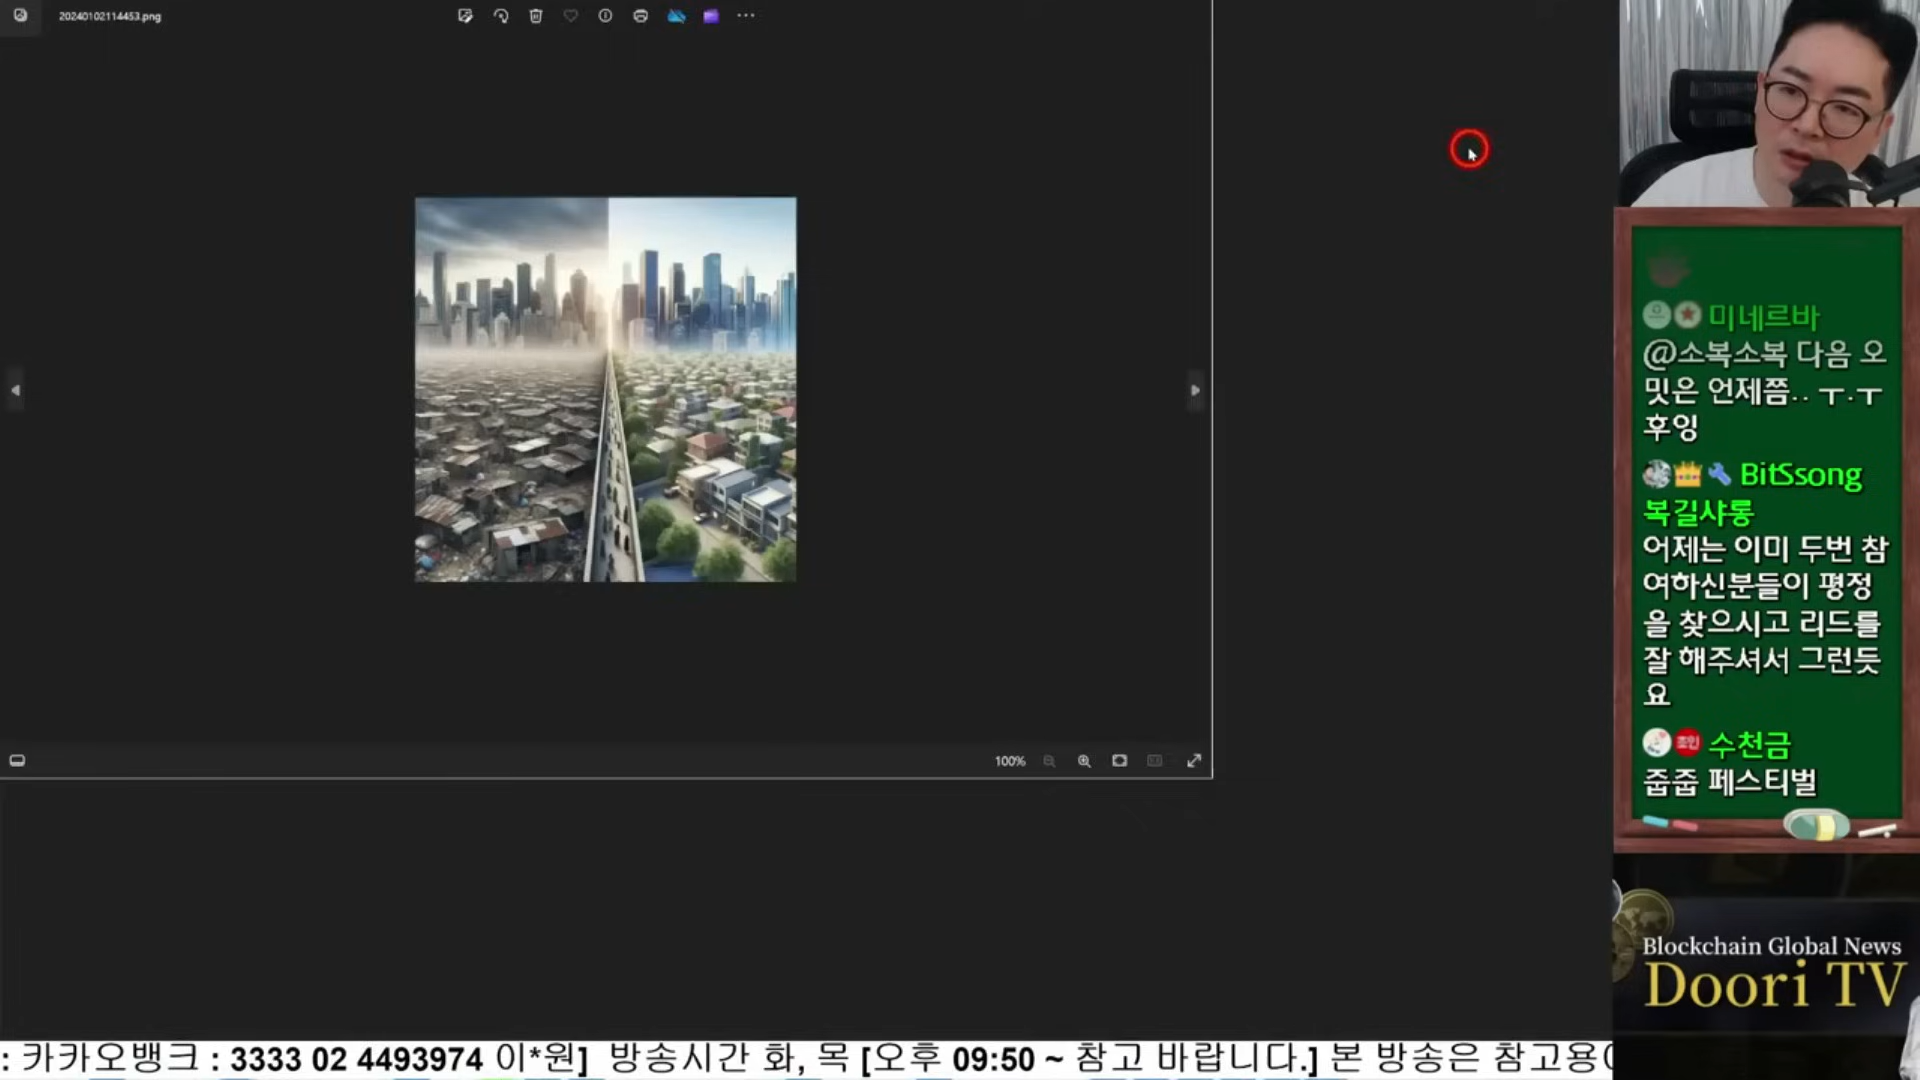 20240102114453.png
미네르바
@소복소복 다음 오
밋은 언제쯤.. ㅜ.ㅜ
후잉
BitSsong
복길샤롱
어제는 이미 두번 참
여하신분들이 평정
을 찾으시고 리드를
잘 해주셔서 그런듯
요
초인 수천금
줍줍 페스티벌
100%
Blockchain Global News
Doori TV
: 카카오뱅크 : 3333 02 4493974 이*원] 방송시간 화, 목 [오후 09:50 ~ 참고 바랍니다.] 본 방송은 참고용